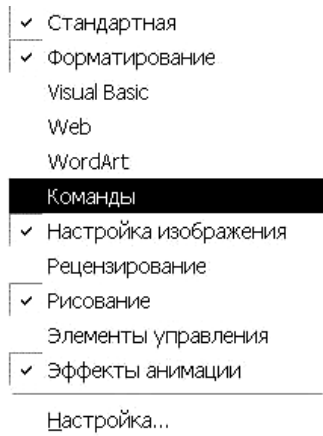 Стандартная
Форматирование
Visual Basic
Web
WordArt
Команды
Настройка изображения
Рецензирование
Рисование
Элементы управления
Эффекты анимации
Настройка...